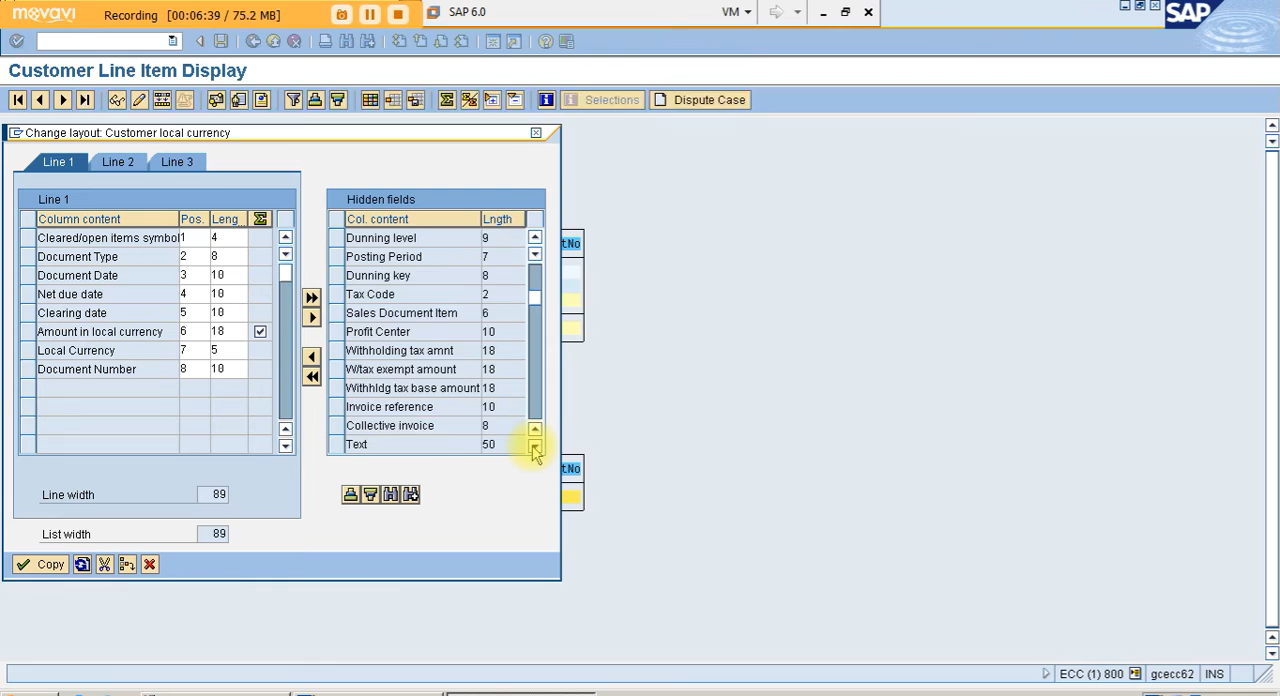 movavi Recording (00:06:39 / 75.2 MB) SAP 6.0 VM
SAP
Customer Line Item Display
Selections Dispute Case
Change layout: Customer local currency
Line 1 Line 2 Line 3
Line 1 Hidden fields
Column content Pos. Leng... Col. content Lngth
Cleared/open items symbol 1 4 Dunning level 9 tNo
Document Type 2 8 Posting Period 7
Document Date 3 10 Dunning key 8
Net due date 4 10 Tax Code 2
Clearing date 5 10 Sales Document Item 6
Amount in local currency 6 18 Profit Center 10
Local Currency 7 5 Withholding tax amnt 18
Document Number 8 10 W/tax exempt amount 18
Withhldg tax base amount 18
Invoice reference 10
Collective invoice 8
Text 50
tNo
Line width 89
List width 89
Copy
ECC (1) 800 gcecc62 INS